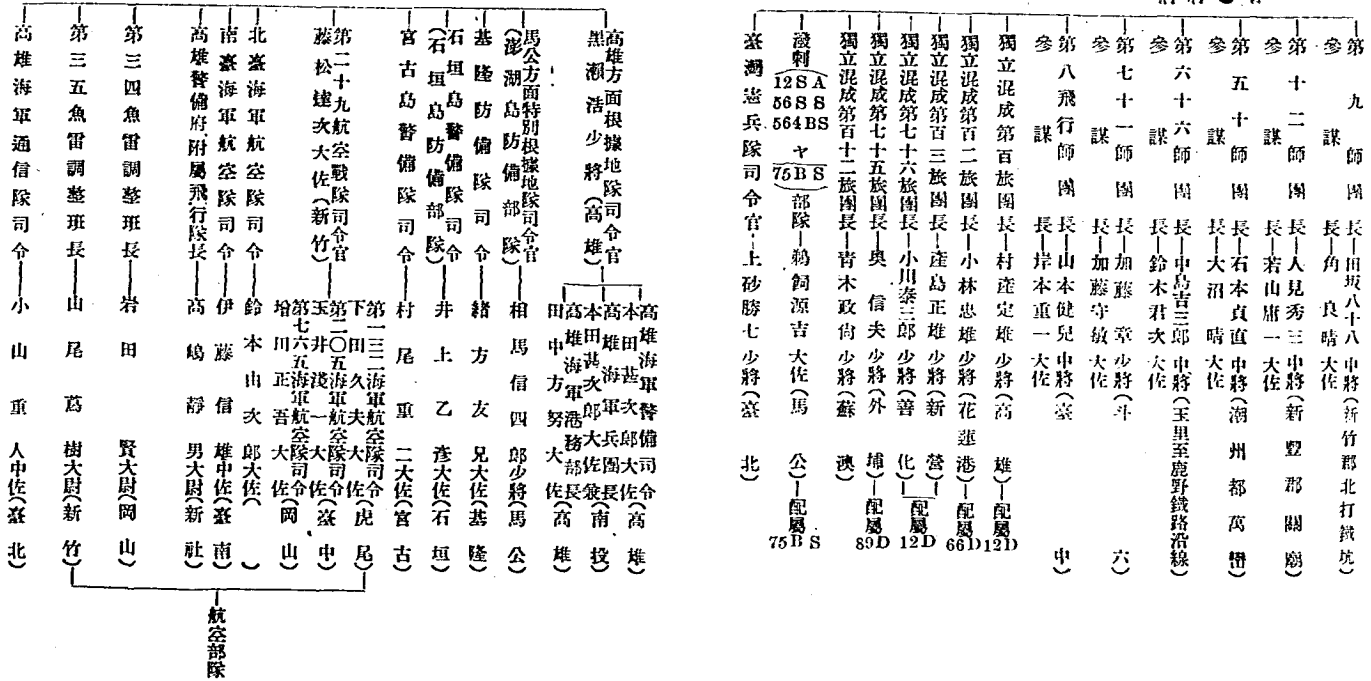 第九師團長—田坂八十八中將(新竹郡北打鐵坑)
參謀長—角良晴大佐
第十二師團長—人見秀三中將(新豐郡關廟)
參謀長—若山庸一大佐
第五十師團長—石本貞直中將(潮州郡萬巒)
參謀長—大沼晴大佐
第六十六師團長—中島吉三郎中將(玉里至鹿野鐵路沿線)
參謀長—鈴木君次大佐
第七十一師團長—加藤章少將(斗六)
參謀長—加藤守敏大佐
第八飛行師團長—山本健兒中將(臺中)
參謀長—岸本重一大佐
獨立混成第百旅團長—村產定雄少將(高雄)—配屬12D
獨立混成第百二旅團長—小林忠雄少將(花蓮港)—配屬66D
獨立混成第百三旅團長—產島正雄少將(新營)
獨立混成第七十六旅團長—小川泰三郎少將(善化)
配屬12D
獨立混成第七十五旅團長—奧信夫少將(外埔)—配屬89D
獨立混成第百十二旅團長—青木政尙少將(蘇澳)
潑剌
12SA
56SS
564BS
ヤ
75BS
部隊—鵜飼源吉大佐(馬公)—配屬75BS
臺灣憲兵隊司令官—上砂勝七少將(臺北)
高雄方面根據地隊司令官
黑瀨浩少將(高雄)
高雄海軍警備司令
本田甚次郎大佐(高雄)
高雄海軍兵團長
本田甚次郎大佐兼(南投)
高雄海軍港務部長
田中方努大佐(高雄)
馬公方面特別根據地隊司令官
(澎湖島防備部隊)
相馬信四郎少將(馬公)
基隆防備隊司令—緒方友兄大佐(基隆)
石垣島警備隊司令
(石垣島防備部隊)
井上乙彥大佐(石垣)
宮古島警備隊司令—村尾重二大佐(宮古)
第二十九航空戰隊司令官
藤松達次大佐(新竹)
第一三二海軍航空隊司令
下田久夫大佐(虎尾)
第二〇五海軍航空隊司令
玉井淺一大佐(臺中)
第七六五海軍航空隊司令
增川正吾大佐(岡山)
北臺海軍航空隊司令—鈴本由次郎大佐( )
南臺海軍航空隊司令—伊藤信雄中佐(臺南)
高雄警備府附屬飛行隊長—高嶋靜男大尉(新社)
第三四魚雷調整班長—岩田賢大尉(岡山)
第三五魚雷調整班長—山尾萬樹大尉(新竹)
航空部隊
高雄海軍通信隊司令—小山重人中佐(臺北)